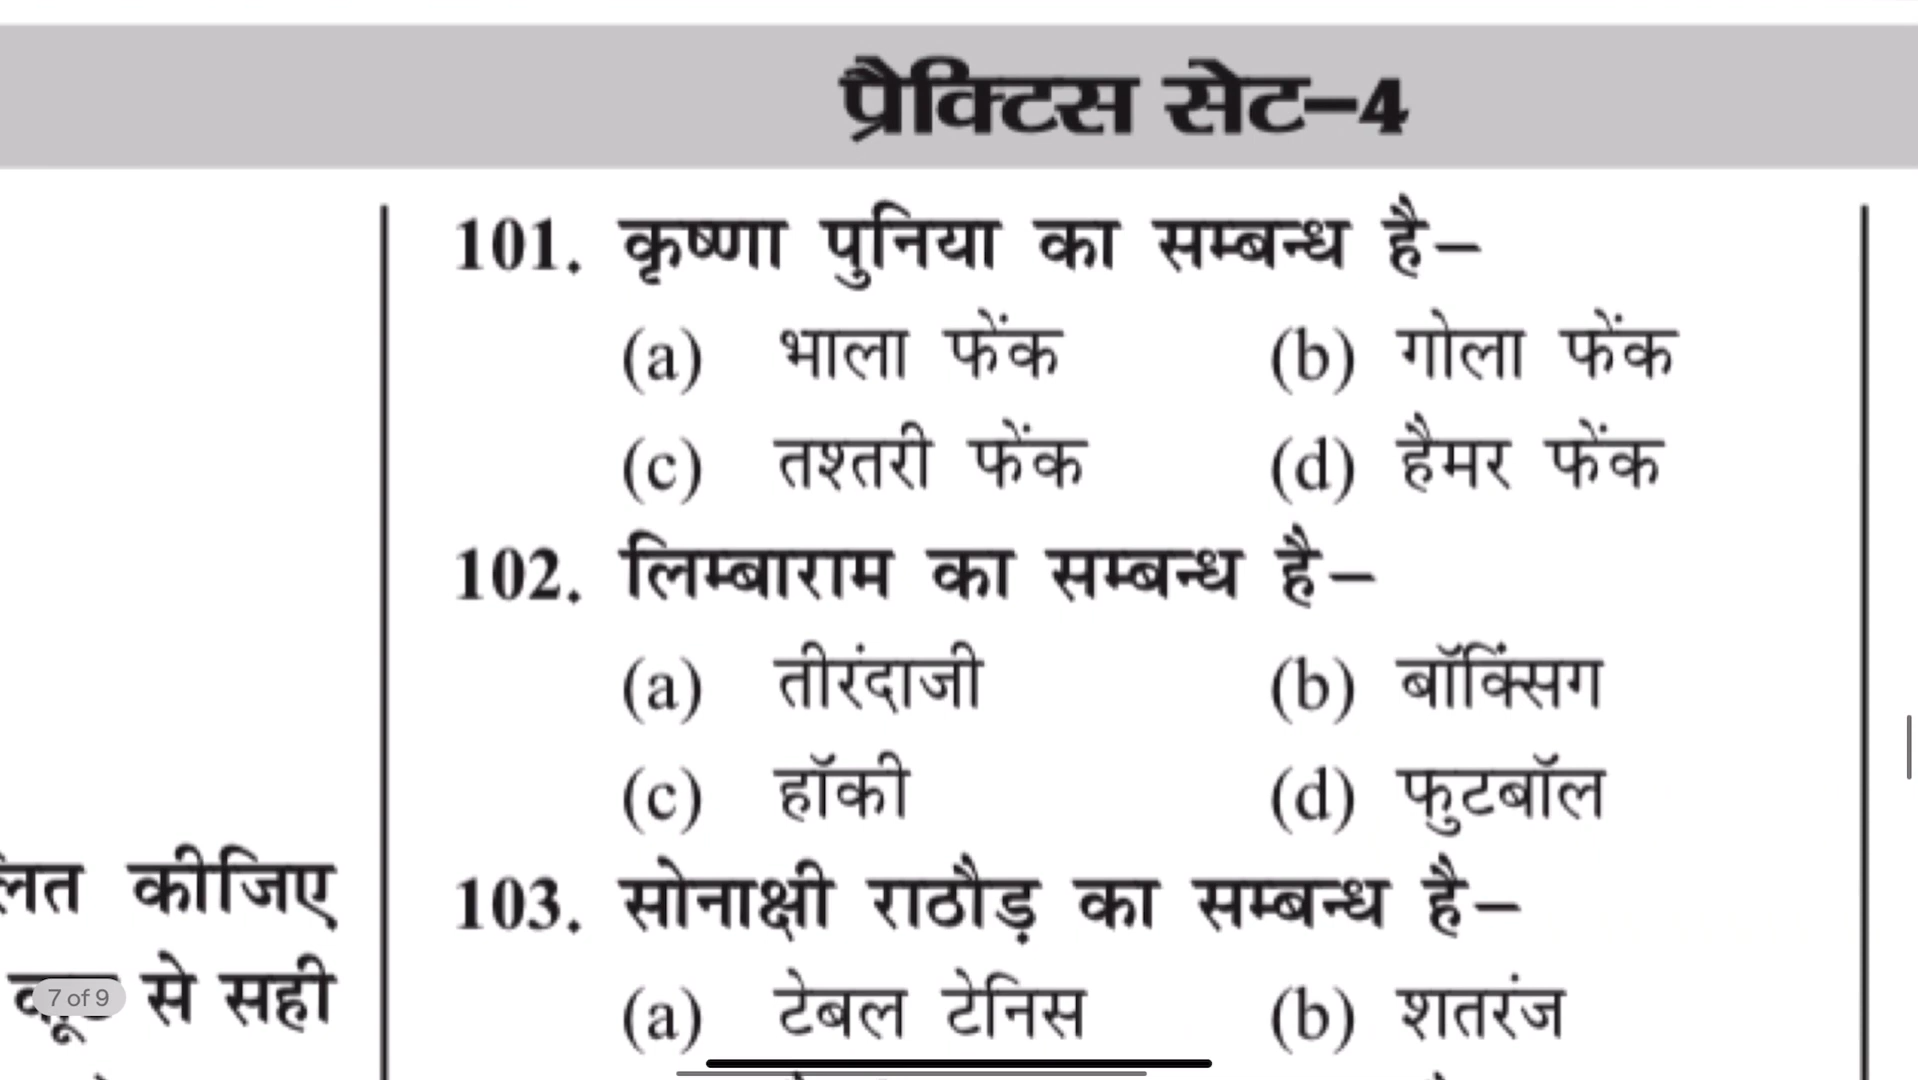 प्रैक्टिस सेट–4
लित कीजिए
से सही
7 of 9
101. कृष्णा पुनिया का सम्बन्ध है–
(a) भाला फेंक (b) गोला फेंक
(c) तश्तरी फेंक (d) हैमर फेंक
102. लिम्बाराम का सम्बन्ध है–
(a) तीरंदाजी (b) बॉक्सिंग
(c) हॉकी (d) फुटबॉल
103. सोनाक्षी राठौड़ का सम्बन्ध है–
(a) टेबल टेनिस (b) शतरंज